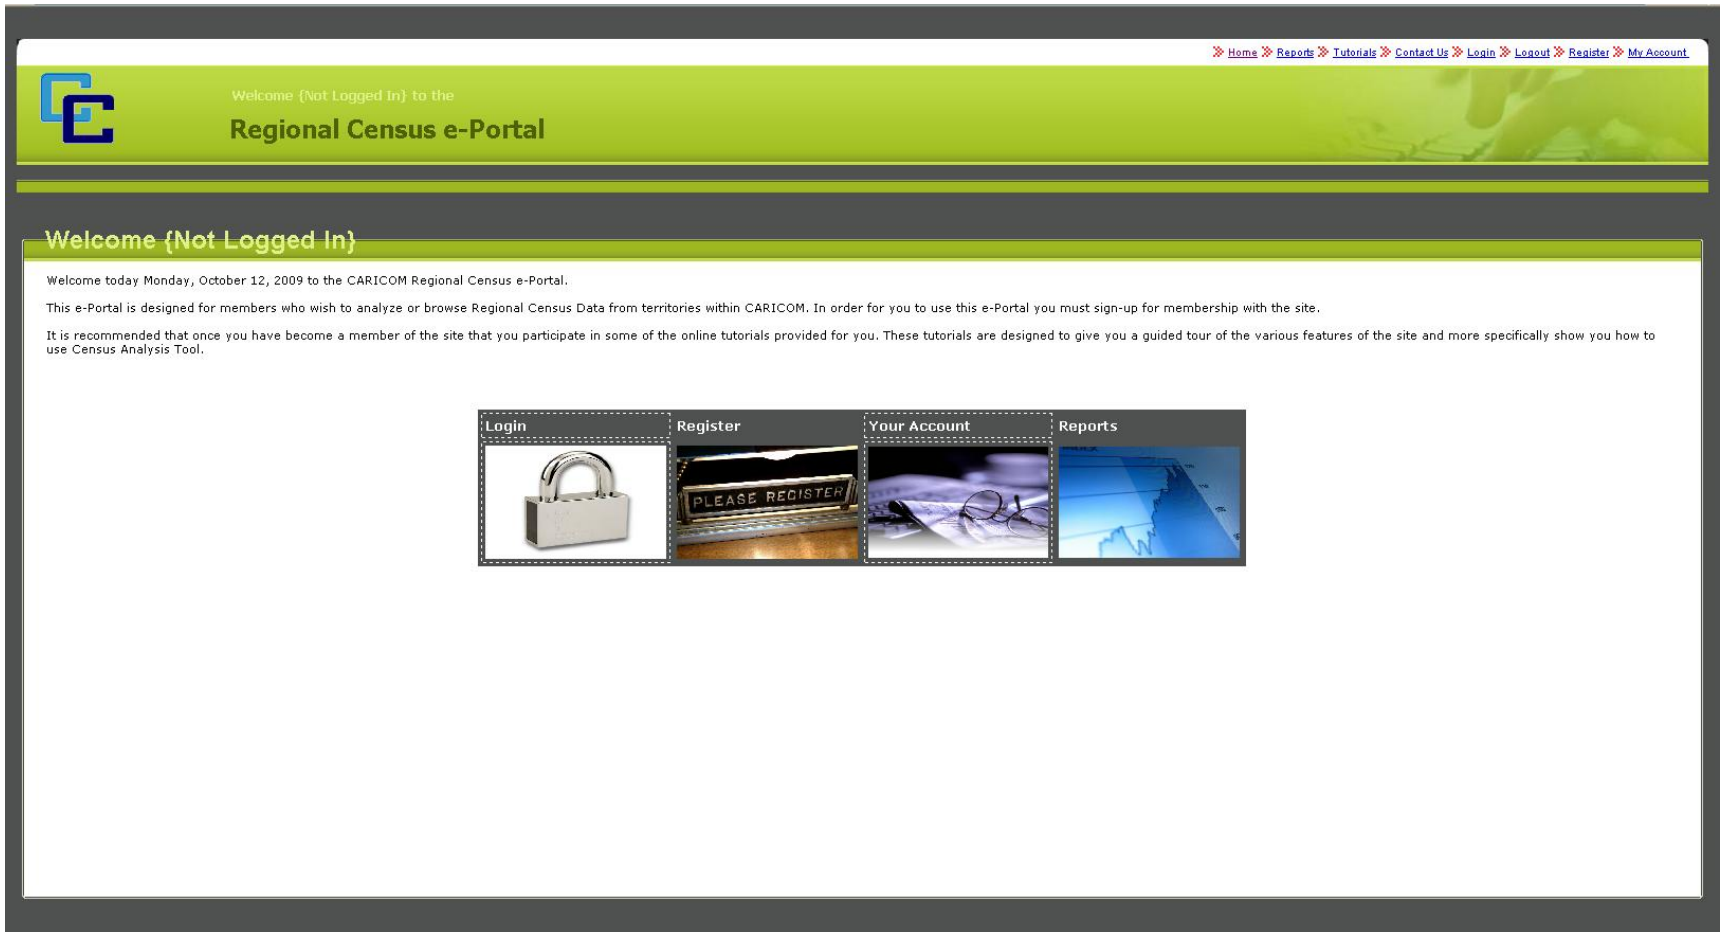 Home Reports Tutorials Contact Us Login Logout Register My Account
Welcome {Not Logged In} to the
Regional Census e-Portal
Welcome {Not Logged In}
Welcome today Monday, October 12, 2009 to the CARICOM Regional Census e-Portal.
This e-Portal is designed for members who wish to analyze or browse Regional Census Data from territories within CARICOM. In order for you to use this e-Portal you must sign-up for membership with the site.
It is recommended that once you have become a member of the site that you participate in some of the online tutorials provided for you. These tutorials are designed to give you a guided tour of the various features of the site and more specifically show you how to
use Census Analysis Tool.
Login Register Your Account Reports
PLEASE REGISTER